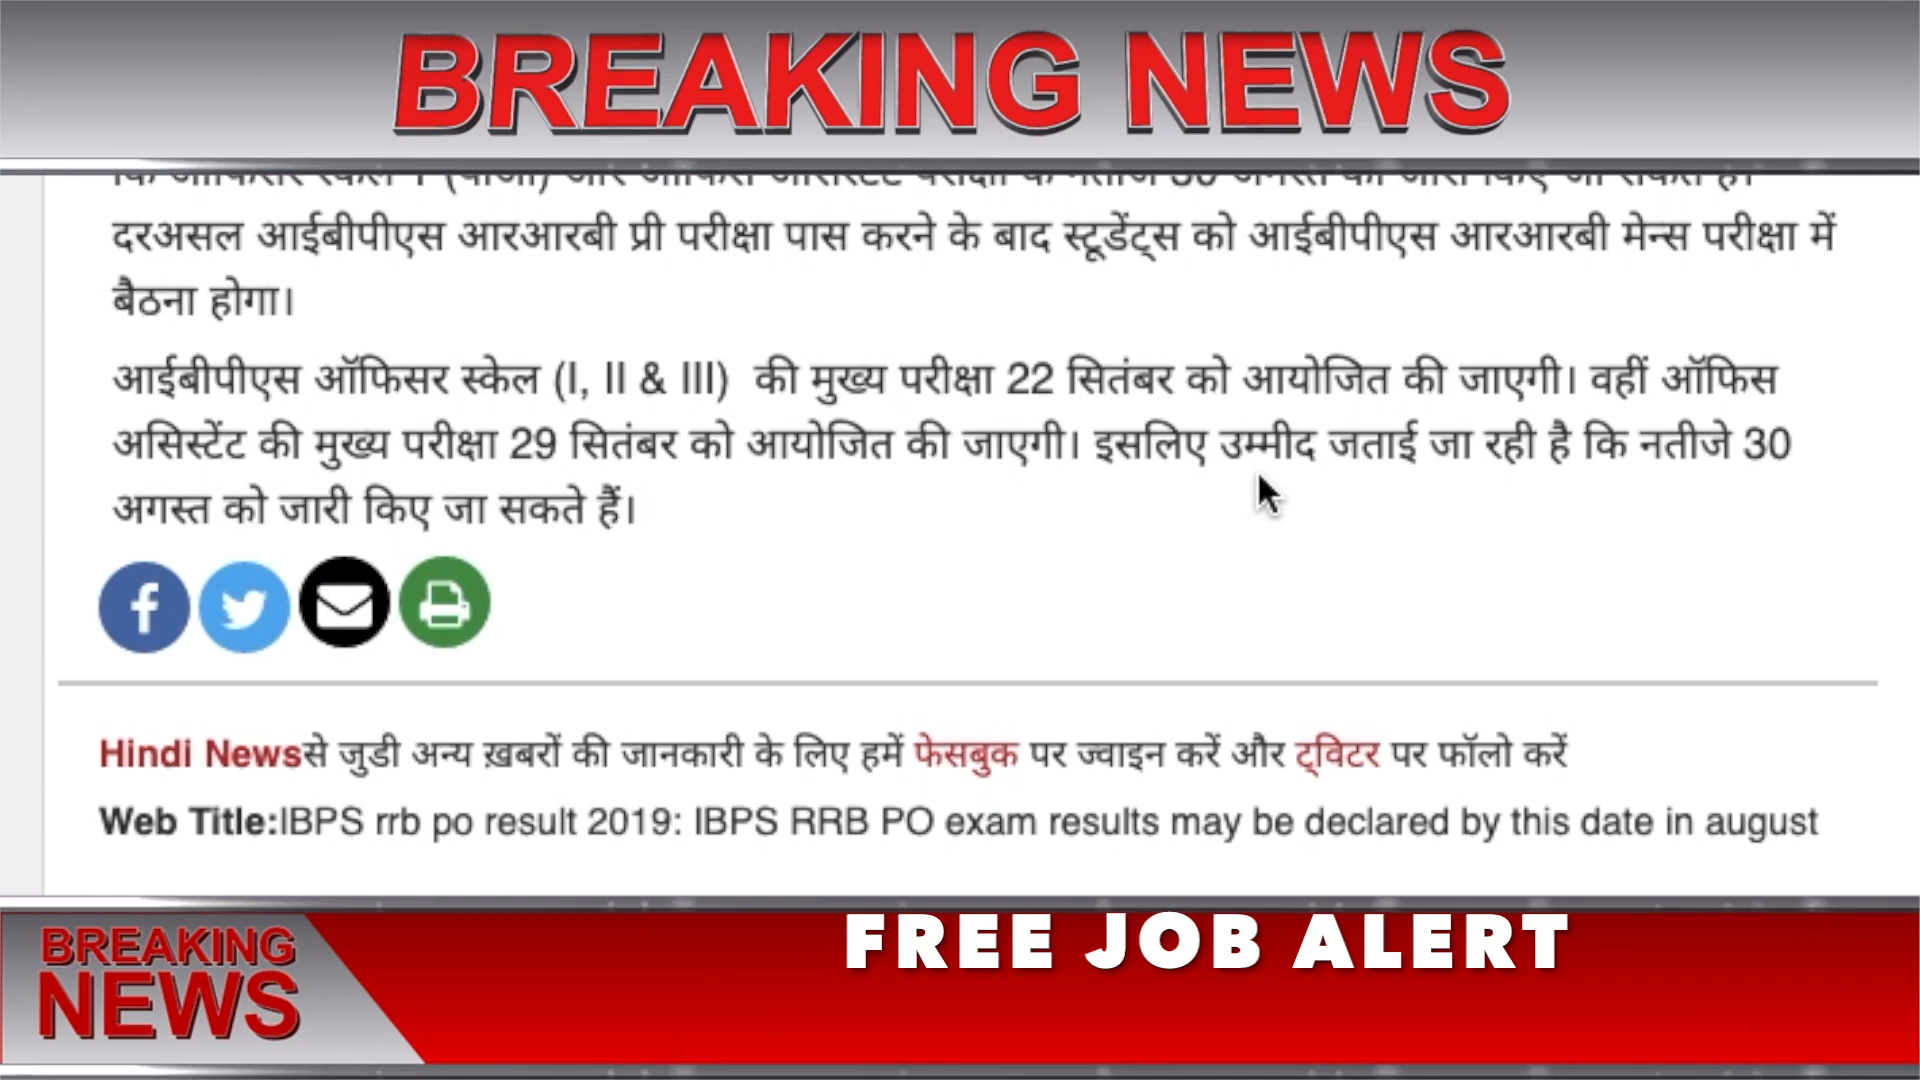 BREAKING NEWS
दरअसल आईबीपीएस आरआरबी प्री परीक्षा पास करने के बाद स्टूडेंट्स को आईबीपीएस आरआरबी मेन्स परीक्षा में
बैठना होगा।
आईबीपीएस ऑफिसर स्केल (I, II & III) की मुख्य परीक्षा 22 सितंबर को आयोजित की जाएगी। वहीं ऑफिस
असिस्टेंट की मुख्य परीक्षा 29 सितंबर को आयोजित की जाएगी। इसलिए उम्मीद जताई जा रही है कि नतीजे 30
अगस्त को जारी किए जा सकते हैं।
Hindi Newsसे जुडी अन्य ख़बरों की जानकारी के लिए हमें फेसबुक पर ज्वाइन करें और ट्विटर पर फॉलो करें
Web Title:IBPS rrb po result 2019: IBPS RRB PO exam results may be declared by this date in august
FREE JOB ALERT
BREAKING
NEWS